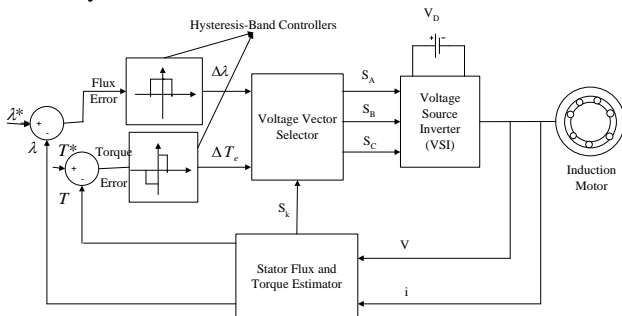 Hysteresis-Band Controllers
V_D
Flux
Error
Δλ
λ*
+
-
λ
T*
Torque
Error
+
-
T
ΔT_e
Voltage Vector
Selector
S_A
S_B
S_C
+ -
Voltage
Source
Inverter
(VSI)
Induction
Motor
S_k
V
Stator Flux and
Torque Estimator
i